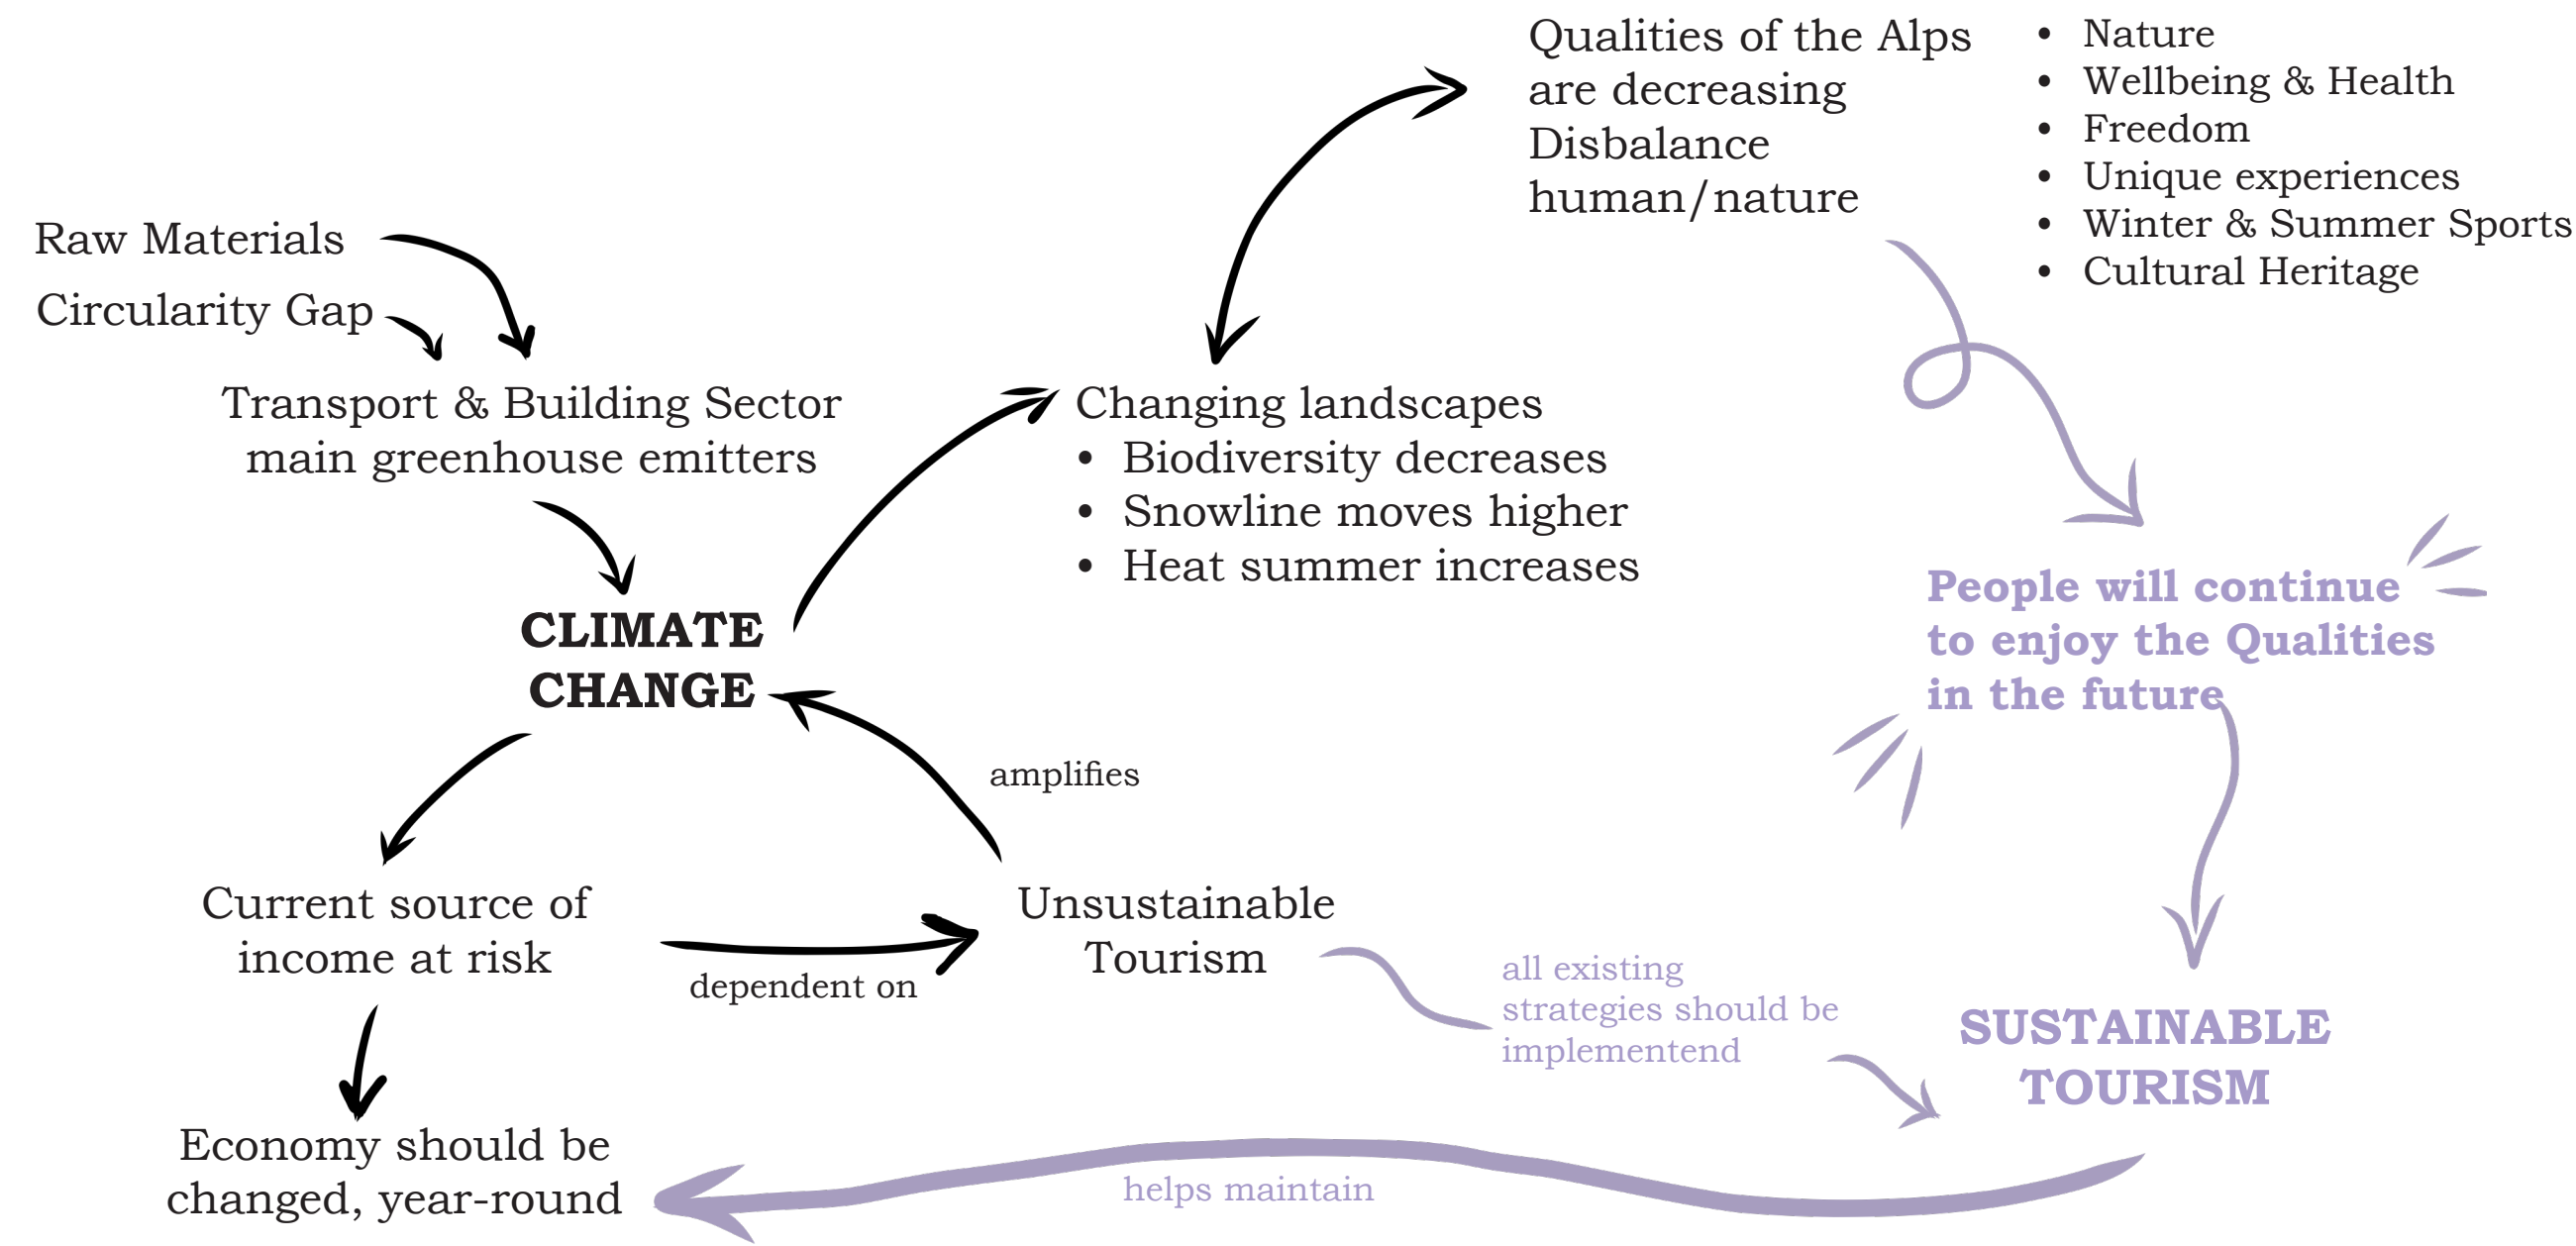 Qualities of the Alps
are decreasing
Disbalance
human/nature
• Nature
• Wellbeing & Health
• Freedom
• Unique experiences
• Winter & Summer Sports
• Cultural Heritage
Raw Materials
Circularity Gap
Transport & Building Sector
main greenhouse emitters
Changing landscapes
• Biodiversity decreases
• Snowline moves higher
• Heat summer increases
CLIMATE
CHANGE
People will continue
to enjoy the Qualities
in the future
amplifies
Current source of
income at risk
dependent on
Unsustainable
Tourism
all existing
strategies should be
implementend
SUSTAINABLE
TOURISM
Economy should be
changed, year-round
helps maintain